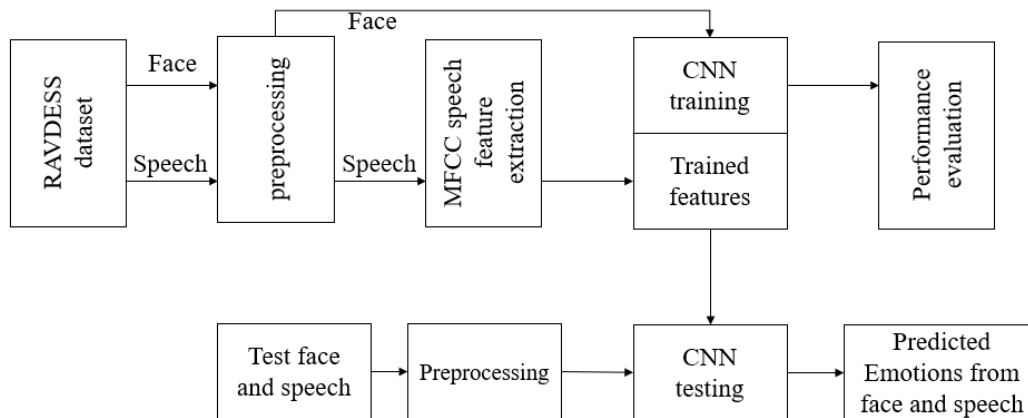 Face
RAVDESS
dataset
Face
Speech
preprocessing
Speech
MFCC speech
feature
extraction
CNN
training
Trained
features
Performance
evaluation
Test face
and speech
Preprocessing
CNN
testing
Predicted
Emotions from
face and speech